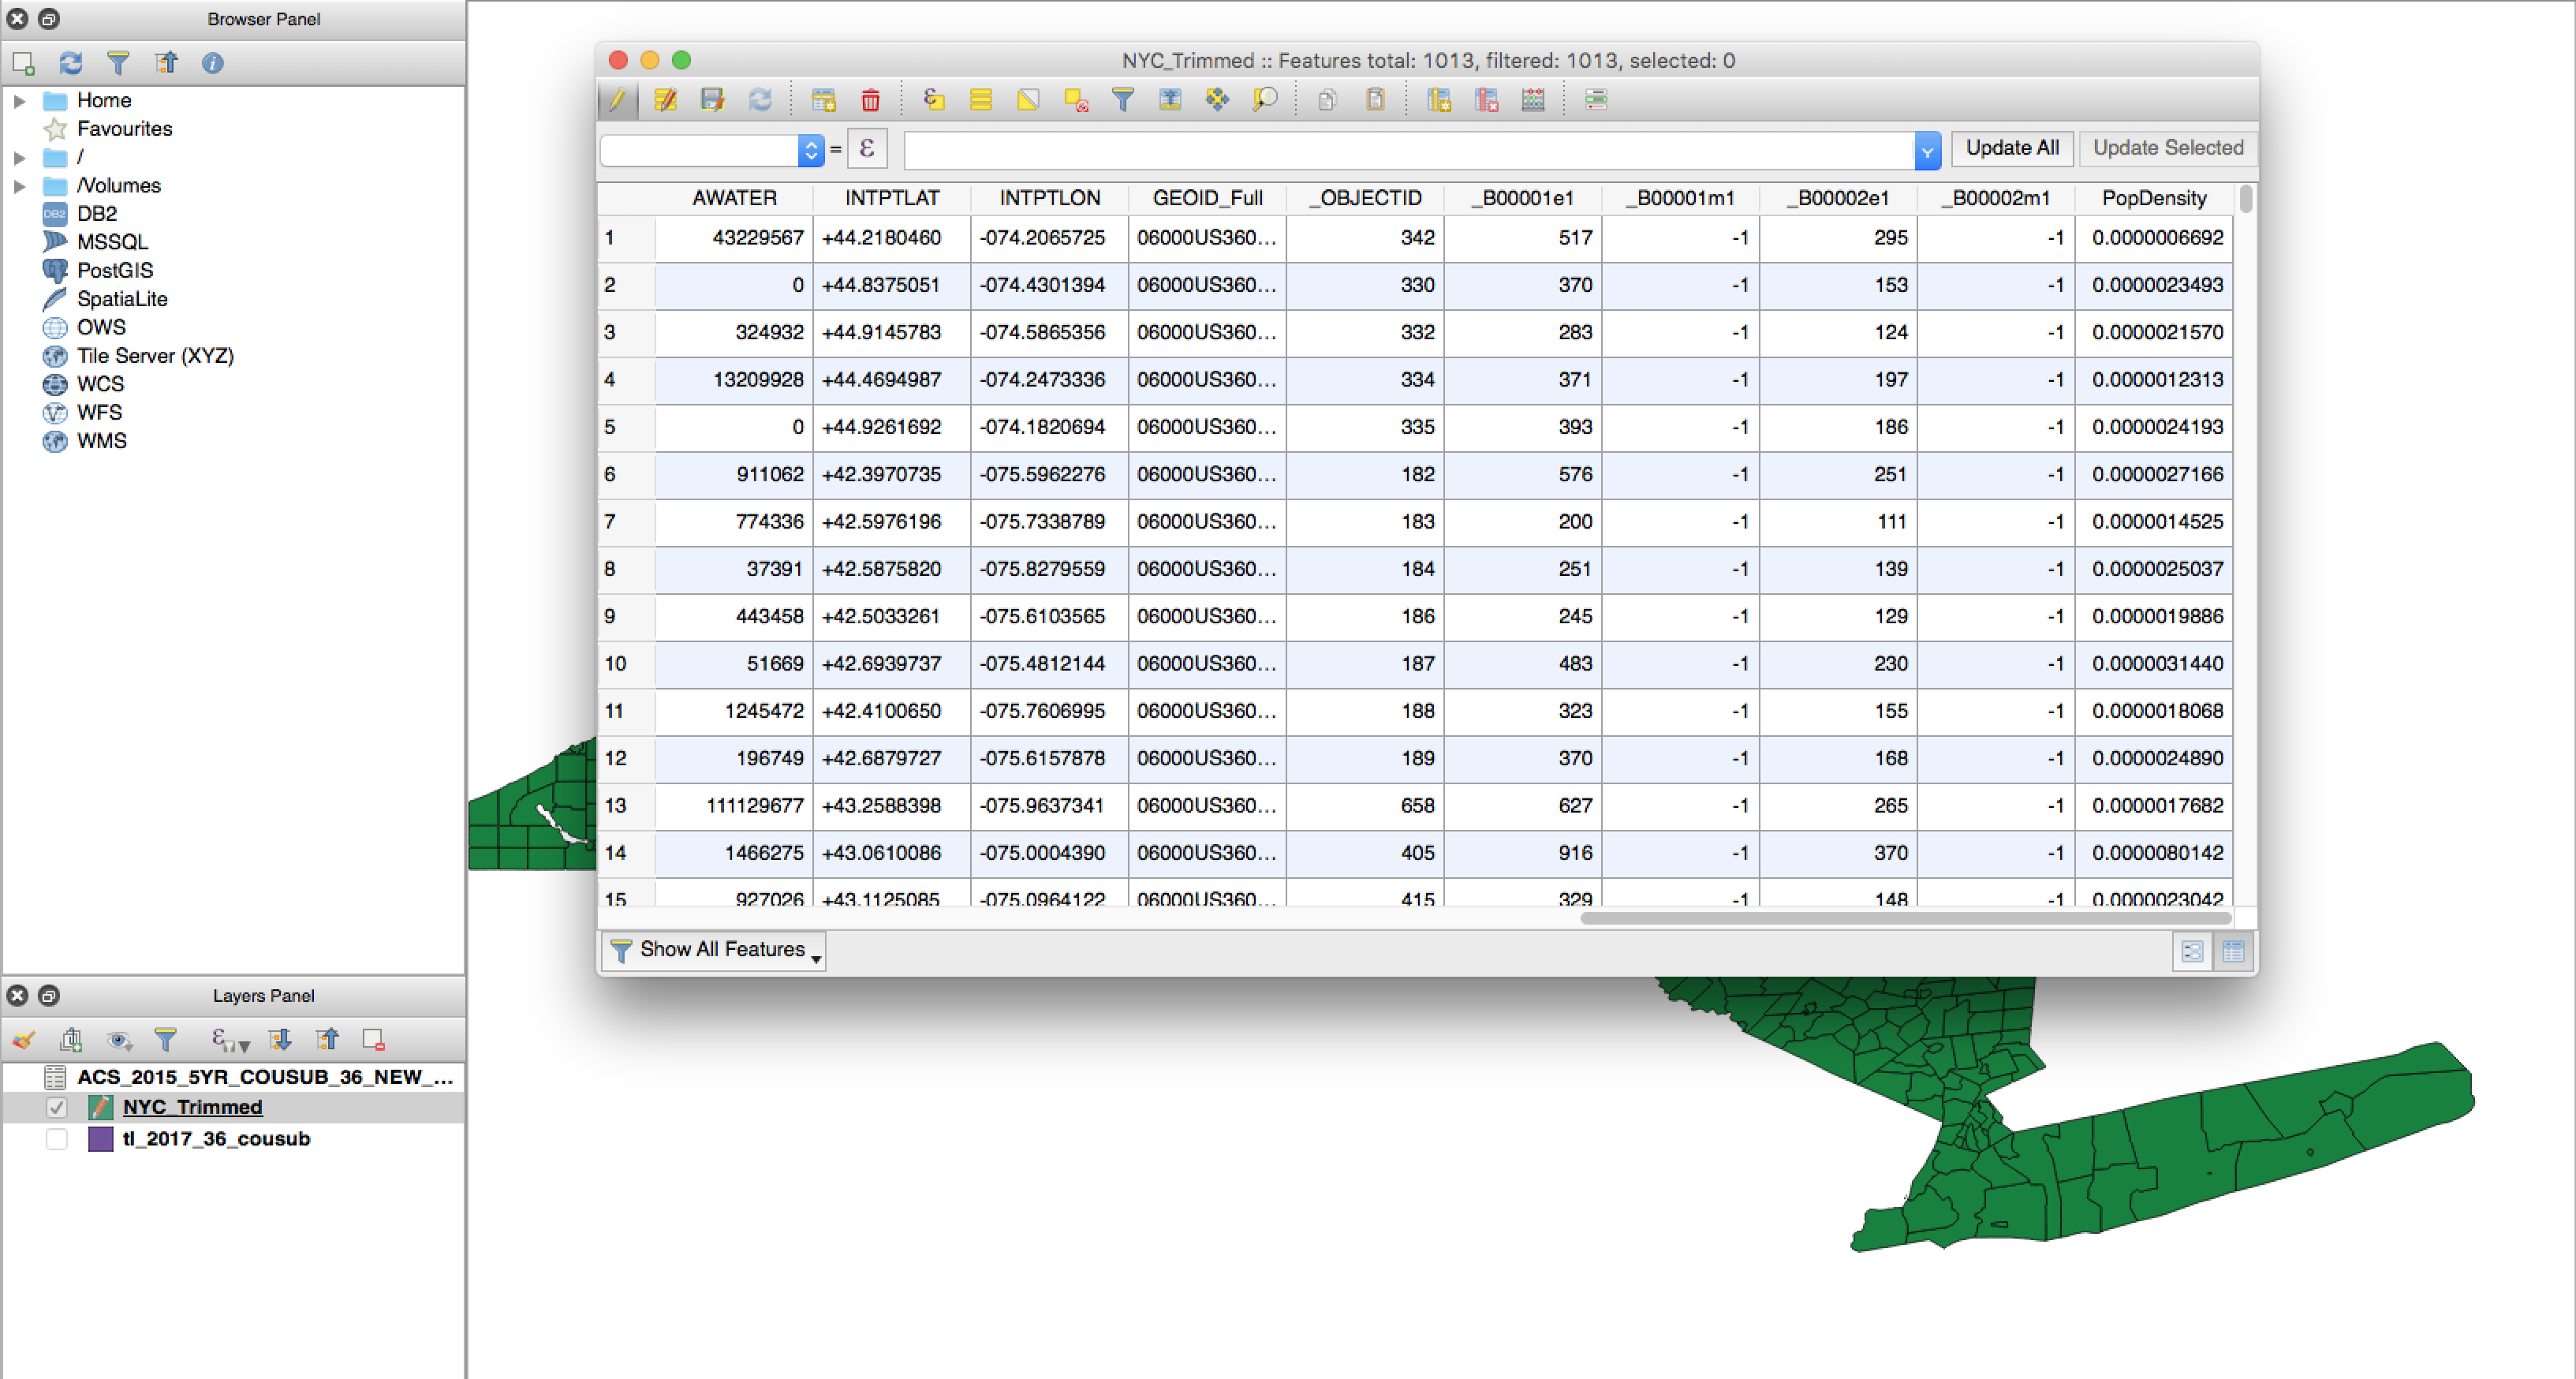 Browser Panel
Home
Favourites
/
/Volumes
DB2
MSSQL
PostGIS
SpatiaLite
OWS
Tile Server (XYZ)
WCS
WFS
WMS
NYC_Trimmed :: Features total: 1013, filtered: 1013, selected: 0
= ε Update All Update Selected
AWATER INTPTLAT INTPTLON GEOID_Full _OBJECTID _B00001e1 _B00001m1 _B00002e1 _B00002m1 PopDensity
1 43229567 +44.2180460 -074.2065725 06000US360... 342 517 -1 295 -1 0.0000006692
2 0 +44.8375051 -074.4301394 06000US360... 330 370 -1 153 -1 0.0000023493
3 324932 +44.9145783 -074.5865356 06000US360... 332 283 -1 124 -1 0.0000021570
4 13209928 +44.4694987 -074.2473336 06000US360... 334 371 -1 197 -1 0.0000012313
5 0 +44.9261692 -074.1820694 06000US360... 335 393 -1 186 -1 0.0000024193
6 911062 +42.3970735 -075.5962276 06000US360... 182 576 -1 251 -1 0.0000027166
7 774336 +42.5976196 -075.7338789 06000US360... 183 200 -1 111 -1 0.0000014525
8 37391 +42.5875820 -075.8279559 06000US360... 184 251 -1 139 -1 0.0000025037
9 443458 +42.5033261 -075.6103565 06000US360... 186 245 -1 129 -1 0.0000019886
10 51669 +42.6939737 -075.4812144 06000US360... 187 483 -1 230 -1 0.0000031440
11 1245472 +42.4100650 -075.7606995 06000US360... 188 323 -1 155 -1 0.0000018068
12 196749 +42.6879727 -075.6157878 06000US360... 189 370 -1 168 -1 0.0000024890
13 111129677 +43.2588398 -075.9637341 06000US360... 658 627 -1 265 -1 0.0000017682
14 1466275 +43.0610086 -075.0004390 06000US360... 405 916 -1 370 -1 0.0000080142
15 927026 +43.1125085 -075.0964122 06000US360... 415 329 -1 148 -1 0.0000023042
Show All Features
Layers Panel
ACS_2015_5YR_COUSUB_36_NEW_...
NYC_Trimmed
tl_2017_36_cousub